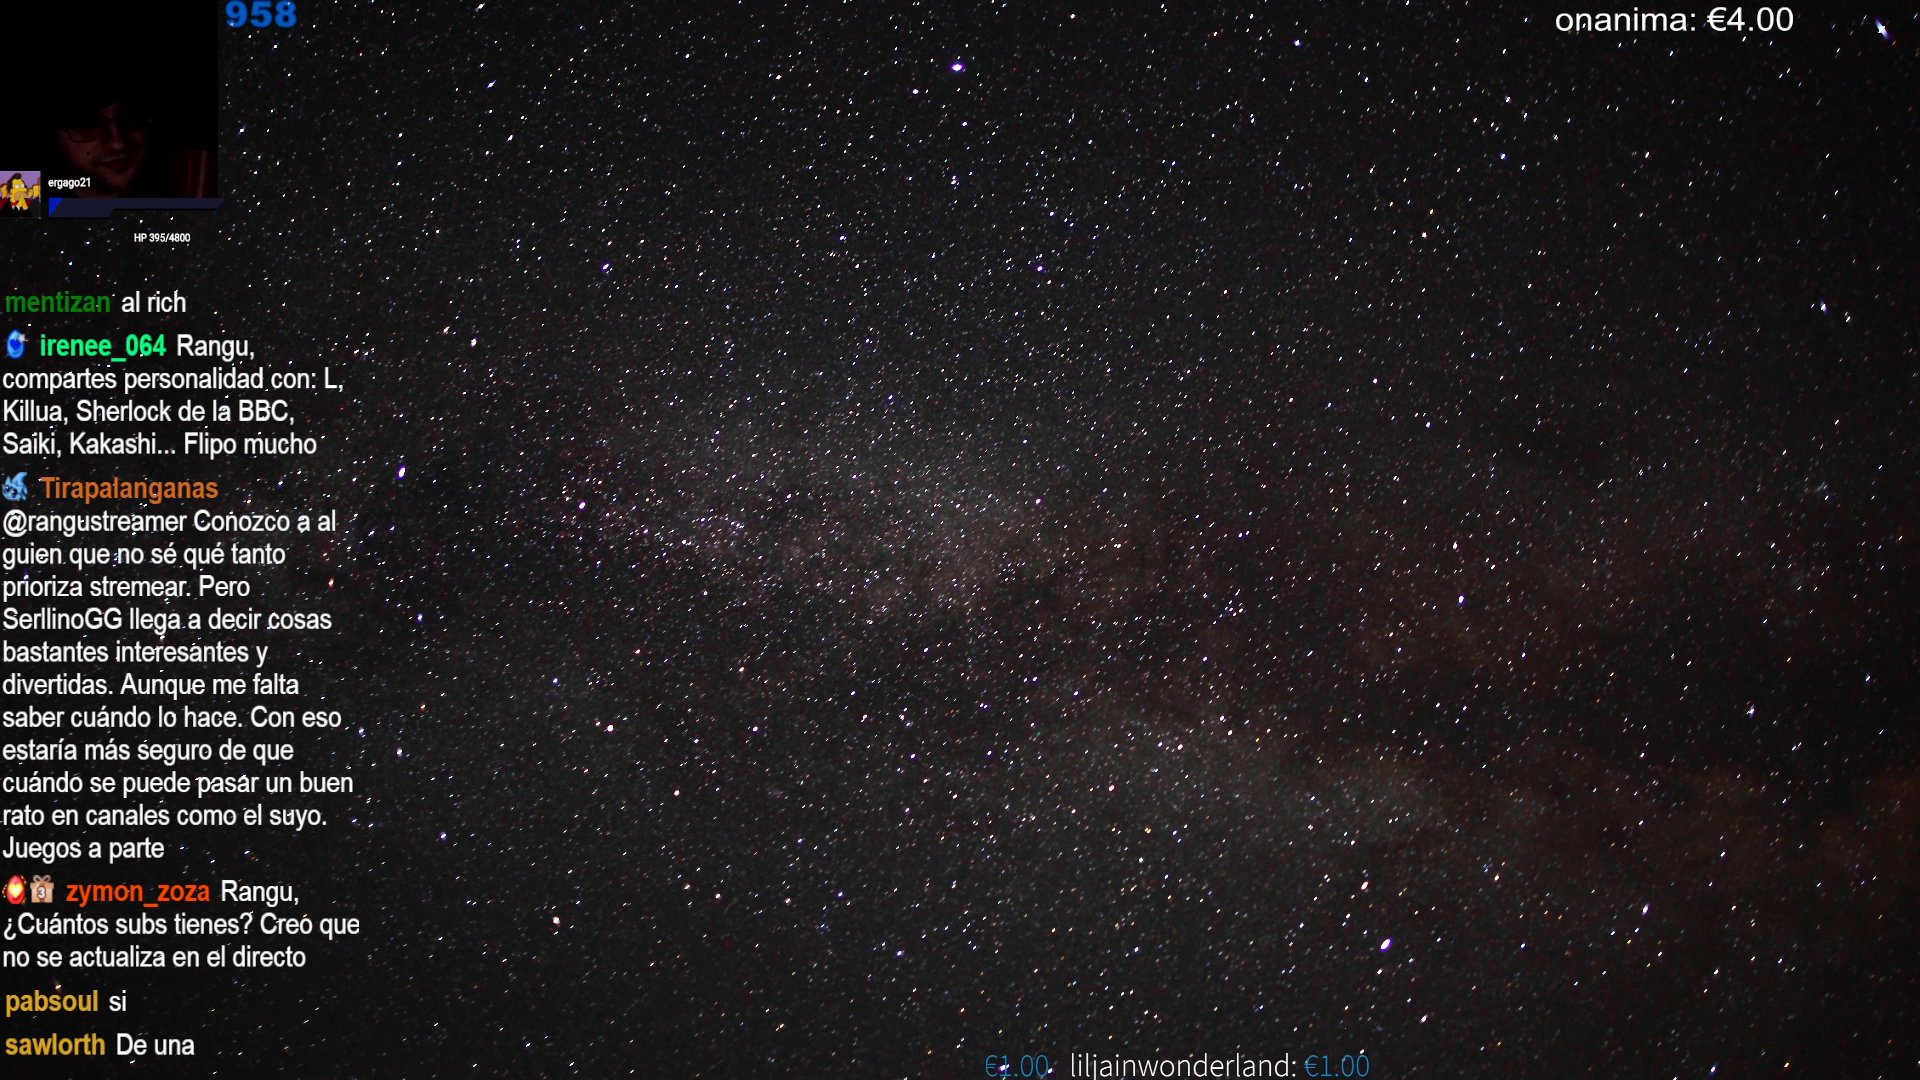 958
onanima: €4.00
ergago21
HP 395/4800
mentizan al rich
irenee_064 Rangu,
compartes personalidad con: L,
Killua, Sherlock de la BBC,
Saiki, Kakashi... Flipo mucho
Tirapalanganas
@rangustreamer Conozco a al
guien que no sé qué tanto
prioriza stremear. Pero
SerllinoGG llega a decir cosas
bastantes interesantes y
divertidas. Aunque me falta
saber cuándo lo hace. Con eso
estaría más seguro de que
cuándo se puede pasar un buen
rato en canales como el suyo.
Juegos a parte
3 zymon_zoza Rangu,
¿Cuántos subs tienes? Creo que
no se actualiza en el directo
pabsoul si
sawlorth De una
€1.00 liljainwonderland: €1.00